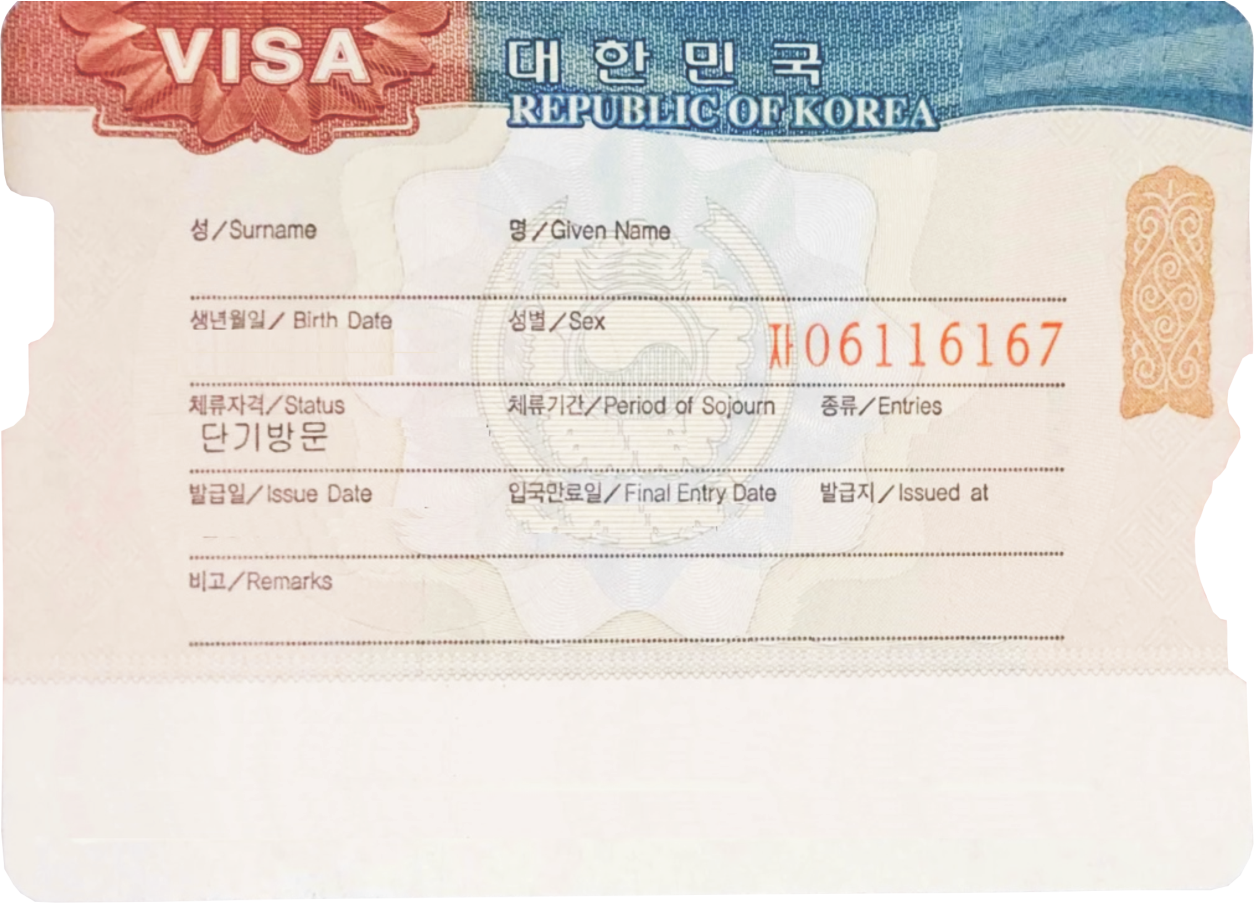 VISA 대한민국
REPUBLIC OF KOREA
성/Surname 명/Given Name
생년월일/ Birth Date 성별/Sex
자06116167
체류자격/Status 체류기간/Period of Sojourn 종류/Entries
단기방문
발급일/Issue Date 입국만료일/Final Entry Date 발급지/Issued at
비고/Remarks